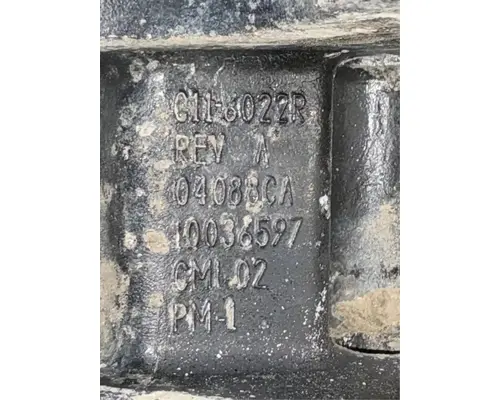 C11-6022R
REV A
04088CA
10036597
CML02
PM-1